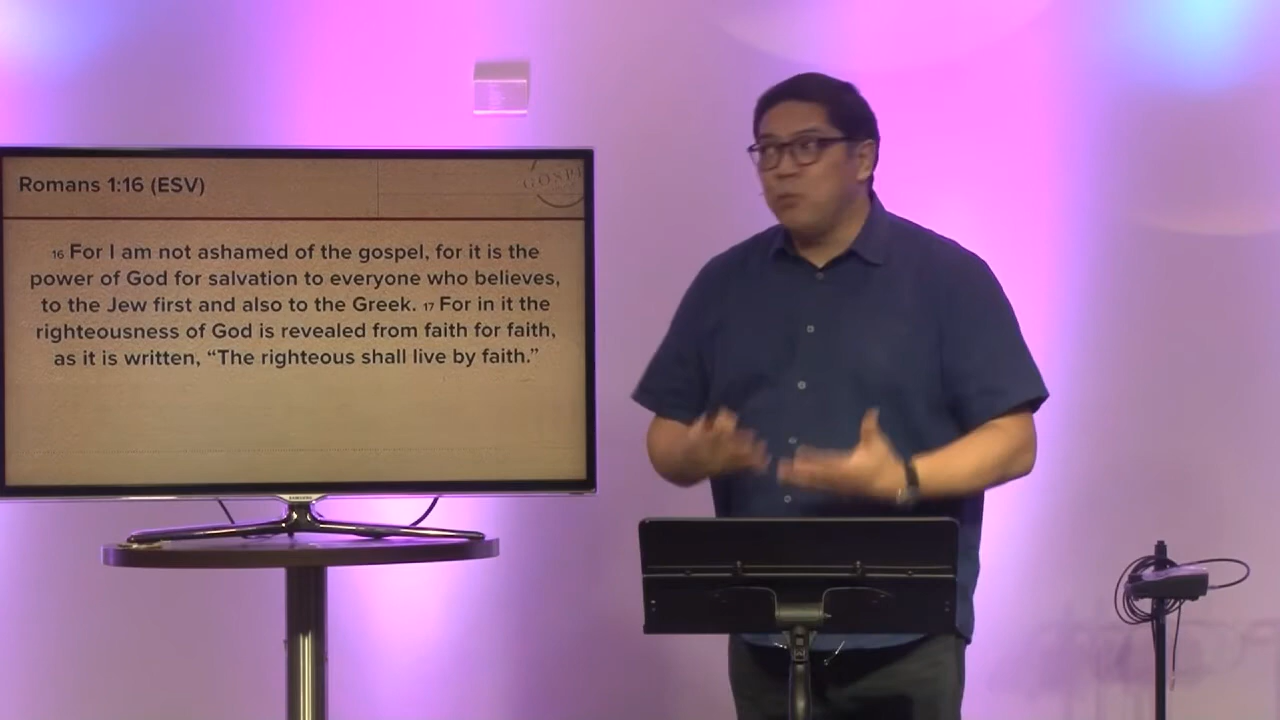 Romans 1:16 (ESV)
GOSPE
16 For I am not ashamed of the gospel, for it is the
power of God for salvation to everyone who believes,
to the Jew first and also to the Greek. 17 For in it the
righteousness of God is revealed from faith for faith,
as it is written, “The righteous shall live by faith.”
SAMSUNG